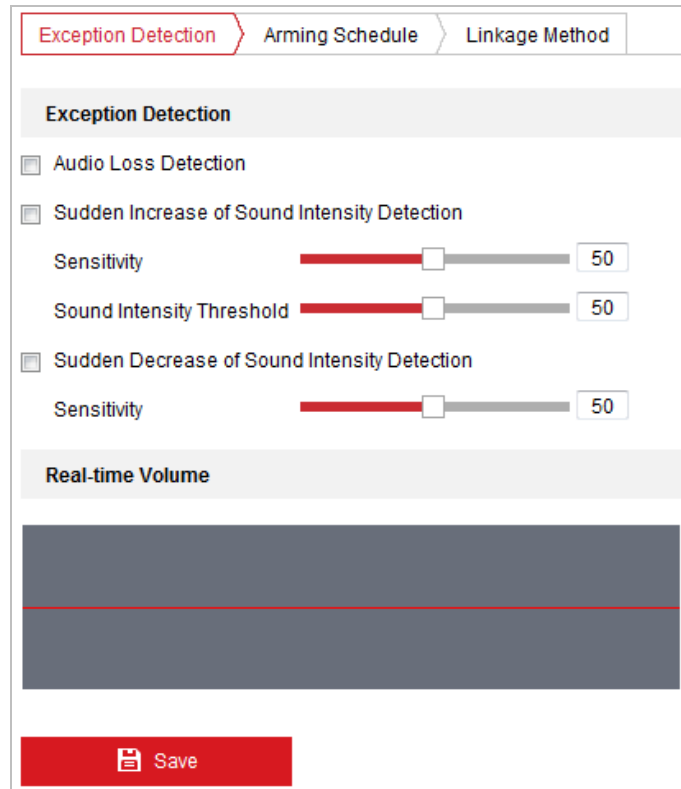 Exception Detection Arming Schedule Linkage Method
Exception Detection
Audio Loss Detection
Sudden Increase of Sound Intensity Detection
Sensitivity 50
Sound Intensity Threshold 50
Sudden Decrease of Sound Intensity Detection
Sensitivity 50
Real-time Volume
Save